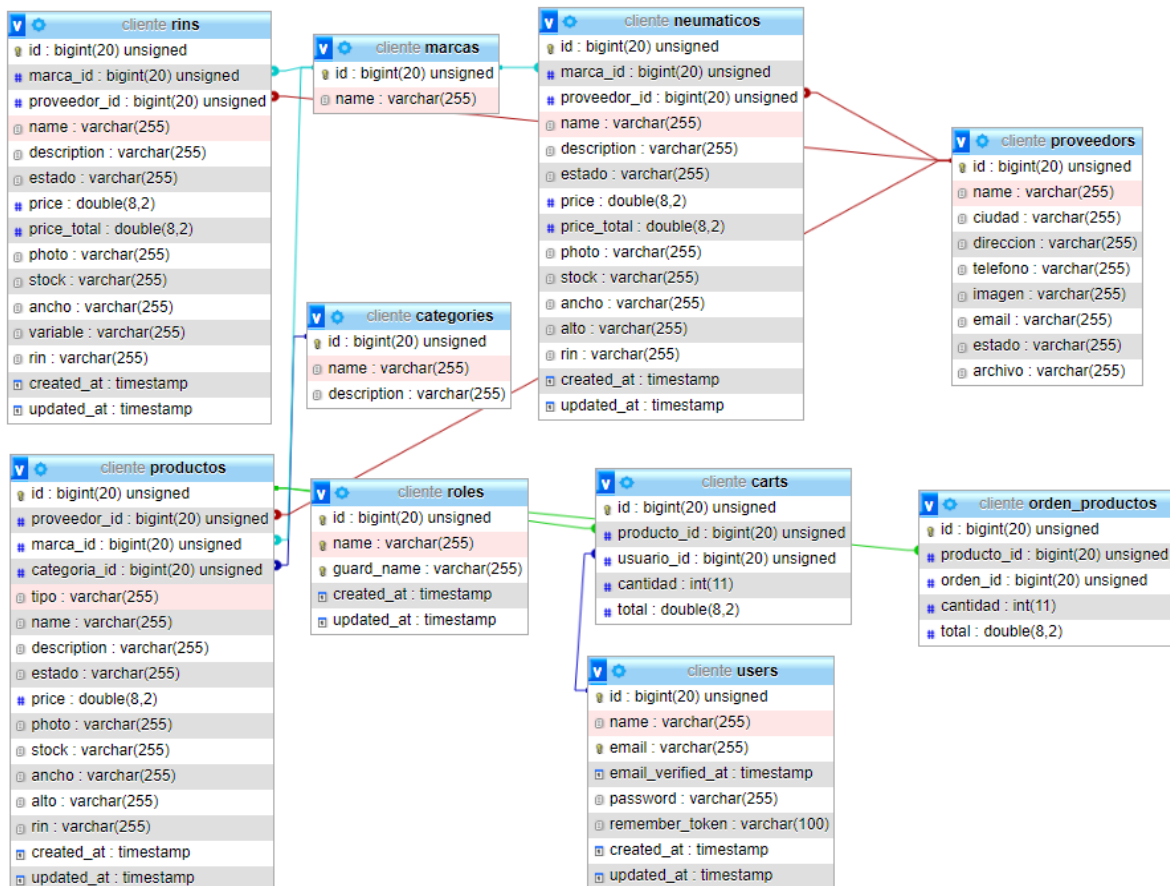 cliente rins
id : bigint(20) unsigned
marca_id : bigint(20) unsigned
proveedor_id : bigint(20) unsigned
name : varchar(255)
description : varchar(255)
estado : varchar(255)
price : double(8,2)
price_total : double(8,2)
photo : varchar(255)
stock : varchar(255)
ancho : varchar(255)
variable : varchar(255)
rin : varchar(255)
created_at : timestamp
updated_at : timestamp
cliente marcas
id : bigint(20) unsigned
name : varchar(255)
cliente neumaticos
id : bigint(20) unsigned
marca_id : bigint(20) unsigned
proveedor_id : bigint(20) unsigned
name : varchar(255)
description : varchar(255)
estado : varchar(255)
price : double(8,2)
price_total : double(8,2)
photo : varchar(255)
stock : varchar(255)
ancho : varchar(255)
alto : varchar(255)
rin : varchar(255)
created_at : timestamp
updated_at : timestamp
cliente proveedors
id : bigint(20) unsigned
name : varchar(255)
ciudad : varchar(255)
direccion : varchar(255)
telefono : varchar(255)
imagen : varchar(255)
email : varchar(255)
estado : varchar(255)
archivo : varchar(255)
cliente categories
id : bigint(20) unsigned
name : varchar(255)
description : varchar(255)
cliente productos
id : bigint(20) unsigned
proveedor_id : bigint(20) unsigned
marca_id : bigint(20) unsigned
categoria_id : bigint(20) unsigned
tipo : varchar(255)
name : varchar(255)
description : varchar(255)
estado : varchar(255)
price : double(8,2)
photo : varchar(255)
stock : varchar(255)
ancho : varchar(255)
alto : varchar(255)
rin : varchar(255)
created_at : timestamp
updated_at : timestamp
cliente roles
id : bigint(20) unsigned
name : varchar(255)
guard_name : varchar(255)
created_at : timestamp
updated_at : timestamp
cliente carts
id : bigint(20) unsigned
producto_id : bigint(20) unsigned
usuario_id : bigint(20) unsigned
cantidad : int(11)
total : double(8,2)
cliente orden_productos
id : bigint(20) unsigned
producto_id : bigint(20) unsigned
orden_id : bigint(20) unsigned
cantidad : int(11)
total : double(8,2)
cliente users
id : bigint(20) unsigned
name : varchar(255)
email : varchar(255)
email_verified_at : timestamp
password : varchar(255)
remember_token : varchar(100)
created_at : timestamp
updated_at : timestamp